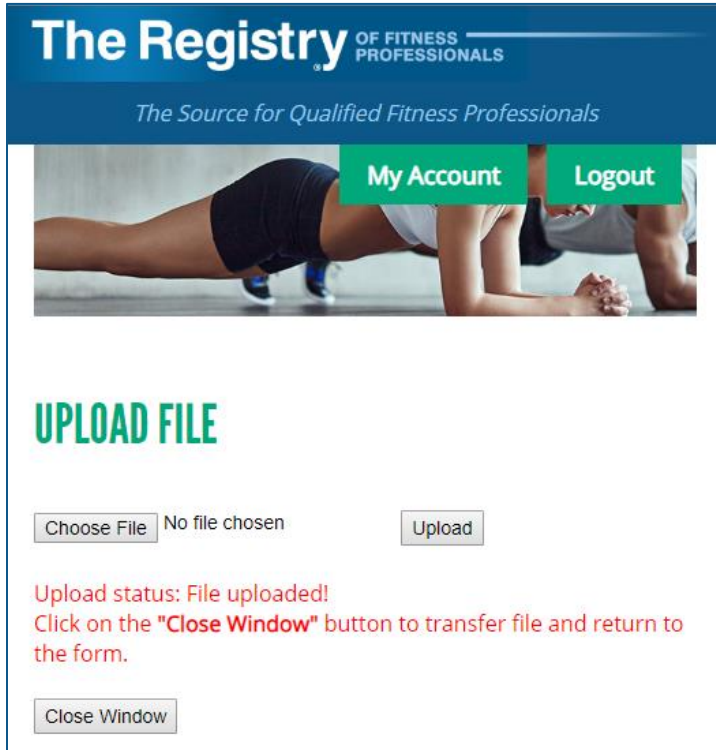 The Registry® OF FITNESS PROFESSIONALS
The Source for Qualified Fitness Professionals
My Account Logout
UPLOAD FILE
Choose File No file chosen Upload
Upload status: File uploaded!
Click on the "Close Window" button to transfer file and return to
the form.
Close Window